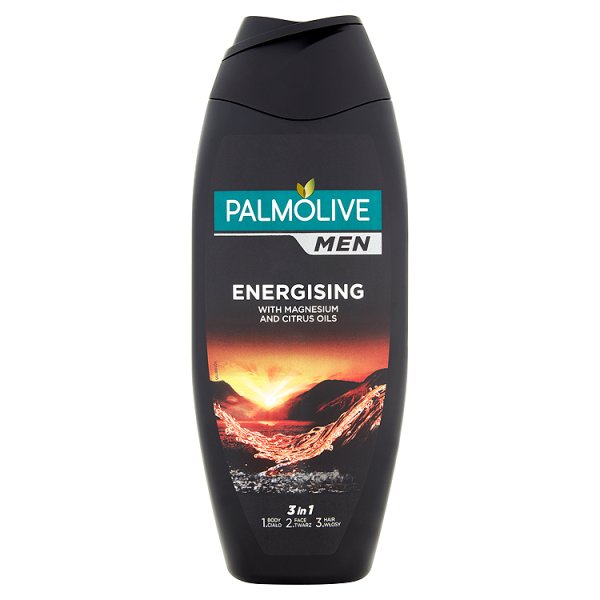 PALMOLIVE
MEN
ENERGISING
WITH MAGNESIUM
AND CITRUS OILS
3 in 1
1. BODY CIAŁO 2. FACE TWARZ 3. HAIR WŁOSY